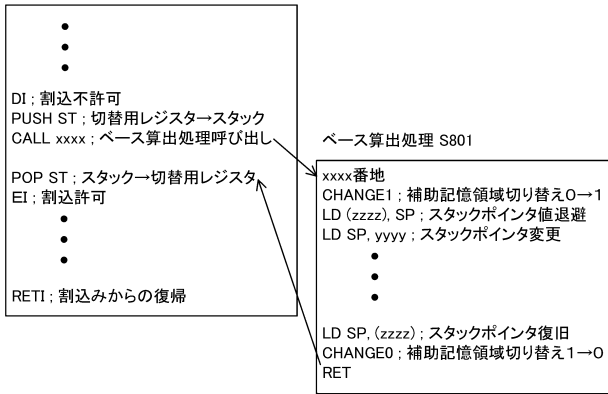 DI ; 割込不許可
PUSH ST ; 切替用レジスタ→スタック
CALL xxxx ; ベース算出処理呼び出し
POP ST ; スタック→切替用レジスタ
EI ; 割込許可
RETI ; 割込みからの復帰
ベース算出処理 S801
xxxx番地
CHANGE1 ; 補助記憶領域切り替え0→1
LD (zzzz), SP ; スタックポインタ値退避
LD SP, yyyy ; スタックポインタ変更
LD SP, (zzzz) ; スタックポインタ復旧
CHANGE0 ; 補助記憶領域切り替え1→0
RET